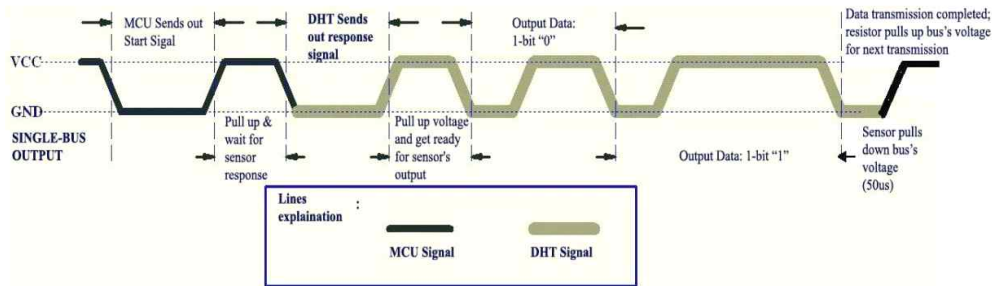 MCU Sends out
Start Sigal
DHT Sends
out response
signal
Output Data:
1-bit “0”
Data transmission completed;
resistor pulls up bus's voltage
for next transmission
VCC
GND
SINGLE-BUS
OUTPUT
Pull up &
wait for
sensor
response
Pull up voltage
and get ready
for sensor's
output
Output Data: 1-bit “1”
Sensor pulls
down bus's
voltage
(50us)
Lines
explaination :
MCU Signal
DHT Signal